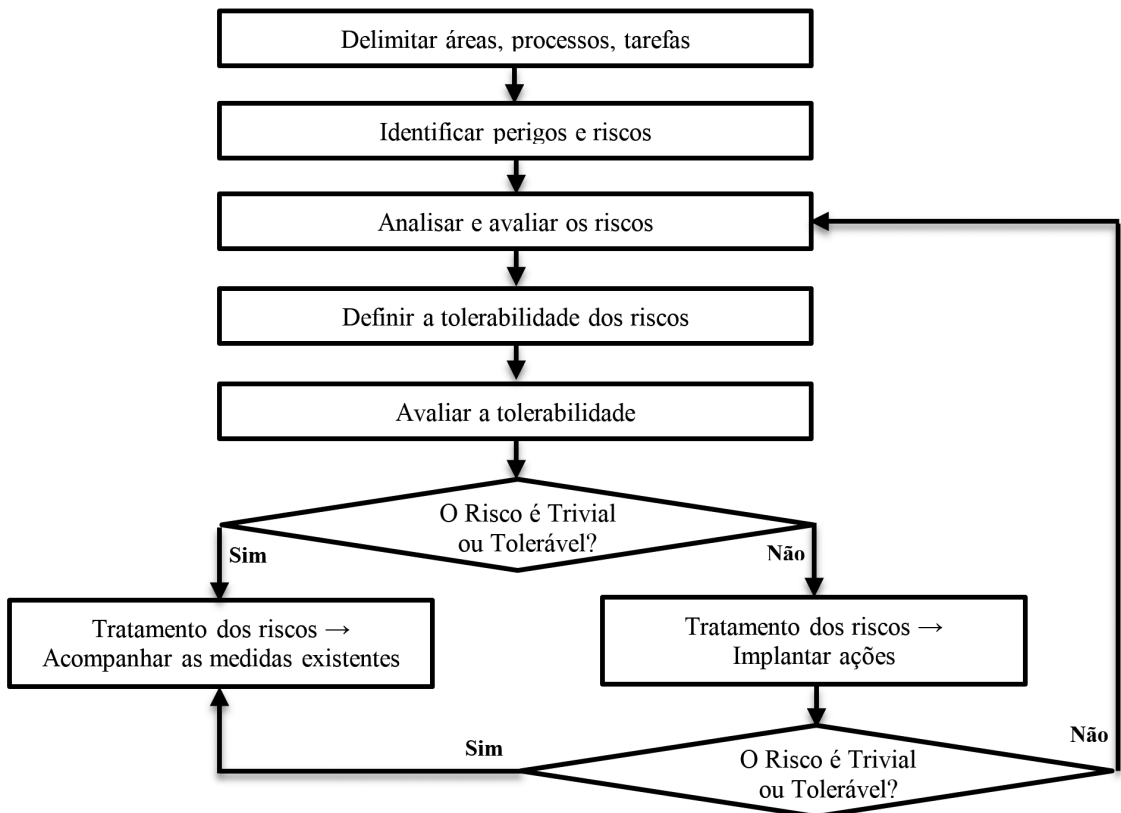 Delimitar áreas, processos, tarefas
Identificar perigos e riscos
Analisar e avaliar os riscos
Definir a tolerabilidade dos riscos
Avaliar a tolerabilidade
O Risco é Trivial
ou Tolerável?
Sim
Não
Tratamento dos riscos →
Acompanhar as medidas existentes
Tratamento dos riscos →
Implantar ações
Sim
Não
O Risco é Trivial
ou Tolerável?